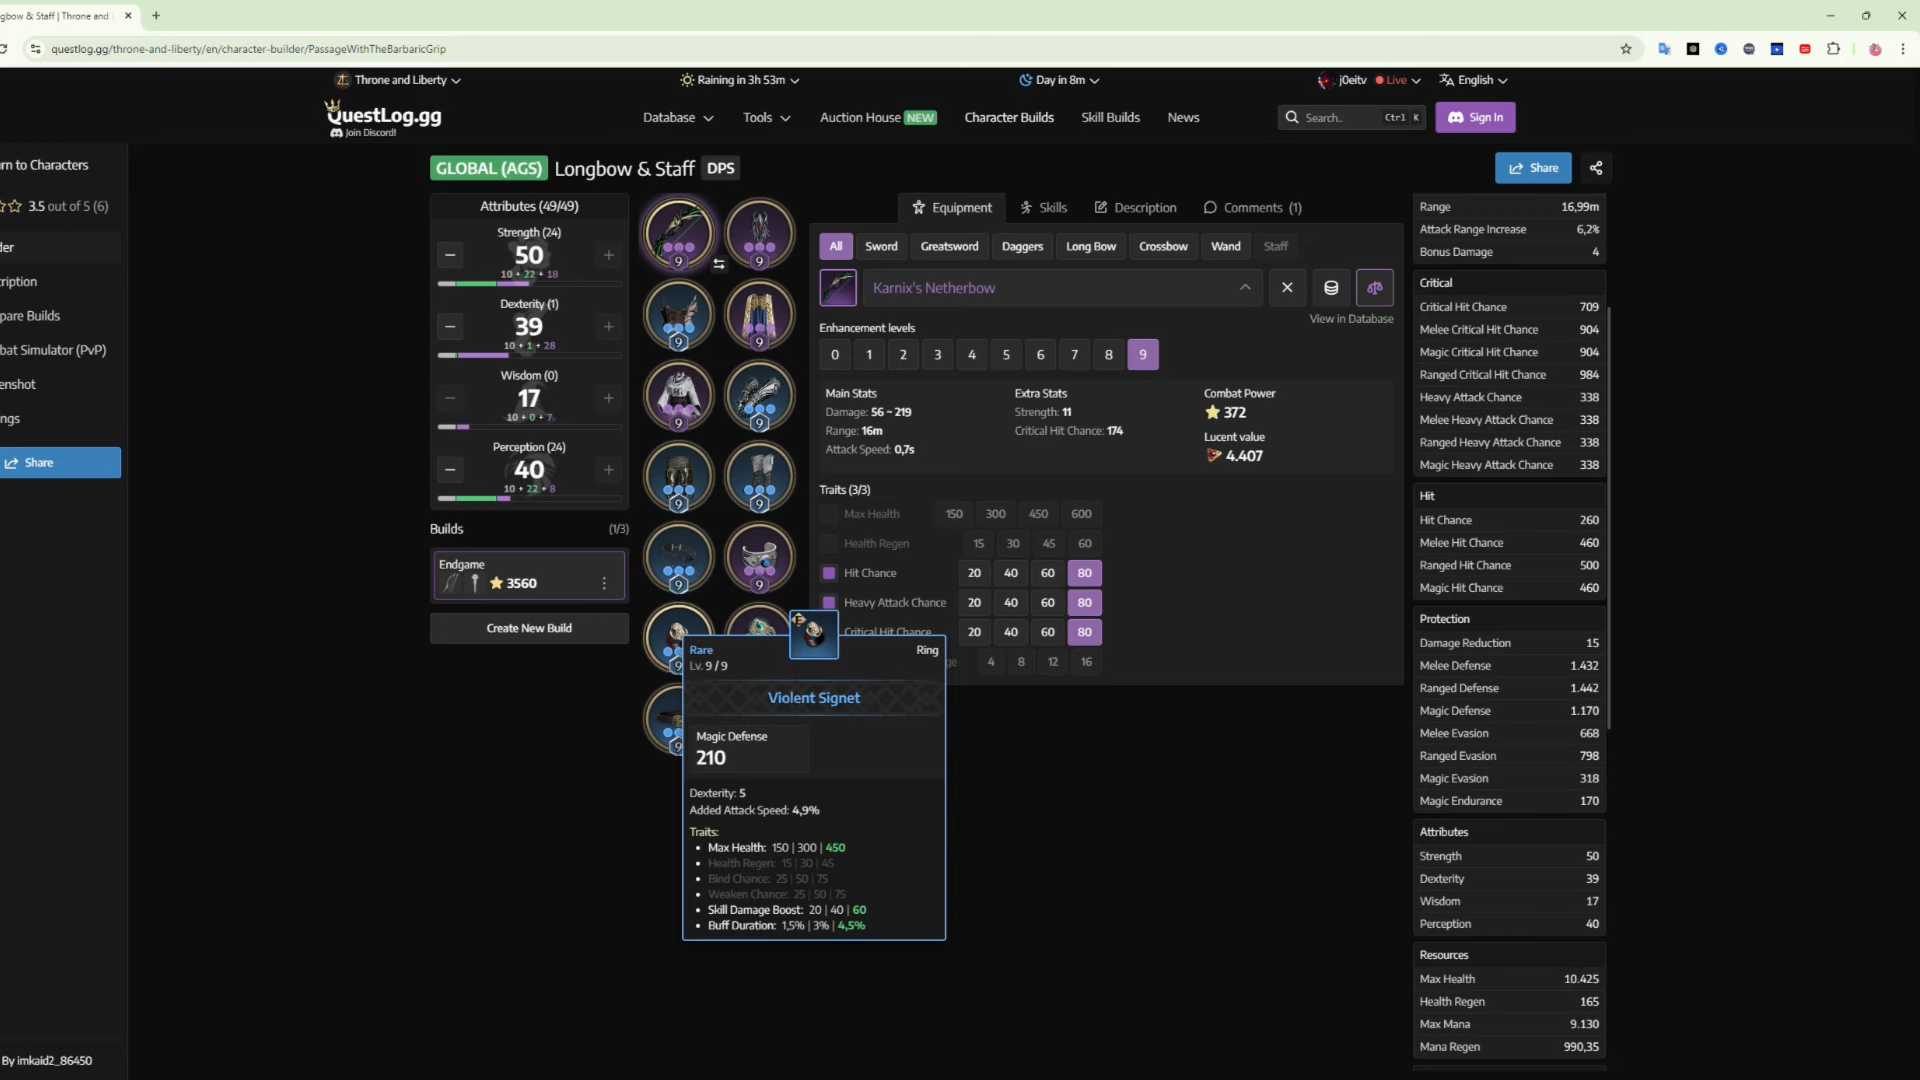 gbow & Staff | Throne and
questlog.gg/throne-and-liberty/en/character-builder/PassageWithTheBarbaricGrip
Throne and Liberty
Raining in 3h 53m
Day in 8m
j0eitv Live
English
QuestLog.gg
Join Discord!
Database
Tools
Auction House NEW
Character Builds
Skill Builds
News
Search..
Ctrl K
Sign In
rn to Characters
3.5 out of 5 (6)
der
cription
pare Builds
bat Simulator (PvP)
enshot
ngs
Share
By imkaid2_86450
GLOBAL (AGS) Longbow & Staff DPS
Share
Attributes (49/49)
Strength (24)
50
10 + 22 + 18
Dexterity (1)
39
10 + 1 + 28
Wisdom (0)
17
10 + 0 + 7
Perception (24)
40
10 + 22 + 8
Builds (1/3)
Endgame
3560
Create New Build
9
9
9
9
9
9
9
9
9
9
9
9
Equipment
Skills
Description
Comments (1)
All
Sword
Greatsword
Daggers
Long Bow
Crossbow
Wand
Staff
Karnix's Netherbow
View in Database
Enhancement levels
0 1 2 3 4 5 6 7 8 9
Main Stats
Damage: 56 ~ 219
Range: 16m
Attack Speed: 0,7s
Extra Stats
Strength: 11
Critical Hit Chance: 174
Combat Power
372
Lucent value
4.407
Traits (3/3)
Max Health 150 300 450 600
Health Regen 15 30 45 60
Hit Chance 20 40 60 80
Heavy Attack Chance 20 40 60 80
Critical Hit Chance 20 40 60 80
ge 4 8 12 16
Rare
Ring
Lv. 9 / 9
Violent Signet
Magic Defense
210
Dexterity: 5
Added Attack Speed: 4,9%
Traits:
• Max Health: 150 | 300 | 450
• Health Regen: 15 | 30 | 45
• Bind Chance: 25 | 50 | 75
• Weaken Chance: 25 | 50 | 75
• Skill Damage Boost: 20 | 40 | 60
• Buff Duration: 1,5% | 3% | 4,5%
Range 16,99m
Attack Range Increase 6,2%
Bonus Damage 4
Critical
Critical Hit Chance 709
Melee Critical Hit Chance 904
Magic Critical Hit Chance 904
Ranged Critical Hit Chance 984
Heavy Attack Chance 338
Melee Heavy Attack Chance 338
Ranged Heavy Attack Chance 338
Magic Heavy Attack Chance 338
Hit
Hit Chance 260
Melee Hit Chance 460
Ranged Hit Chance 500
Magic Hit Chance 460
Protection
Damage Reduction 15
Melee Defense 1.432
Ranged Defense 1.442
Magic Defense 1.170
Melee Evasion 668
Ranged Evasion 798
Magic Evasion 318
Magic Endurance 170
Attributes
Strength 50
Dexterity 39
Wisdom 17
Perception 40
Resources
Max Health 10.425
Health Regen 165
Max Mana 9.130
Mana Regen 990,35